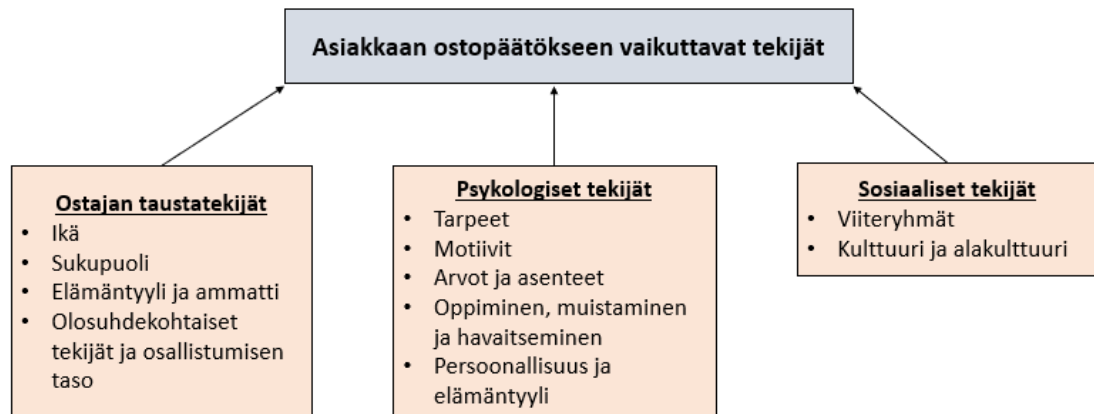 Asiakkaan ostopäätökseen vaikuttavat tekijät
Ostajan taustatekijät
• Ikä
• Sukupuoli
• Elämäntyyli ja ammatti
• Olosuhdekohtaiset
tekijät ja osallistumisen
taso
Psykologiset tekijät
• Tarpeet
• Motiivit
• Arvot ja asenteet
• Oppiminen, muistaminen
ja havaitseminen
• Persoonallisuus ja
elämäntyyli
Sosiaaliset tekijät
• Viiteryhmät
• Kulttuuri ja alakulttuuri